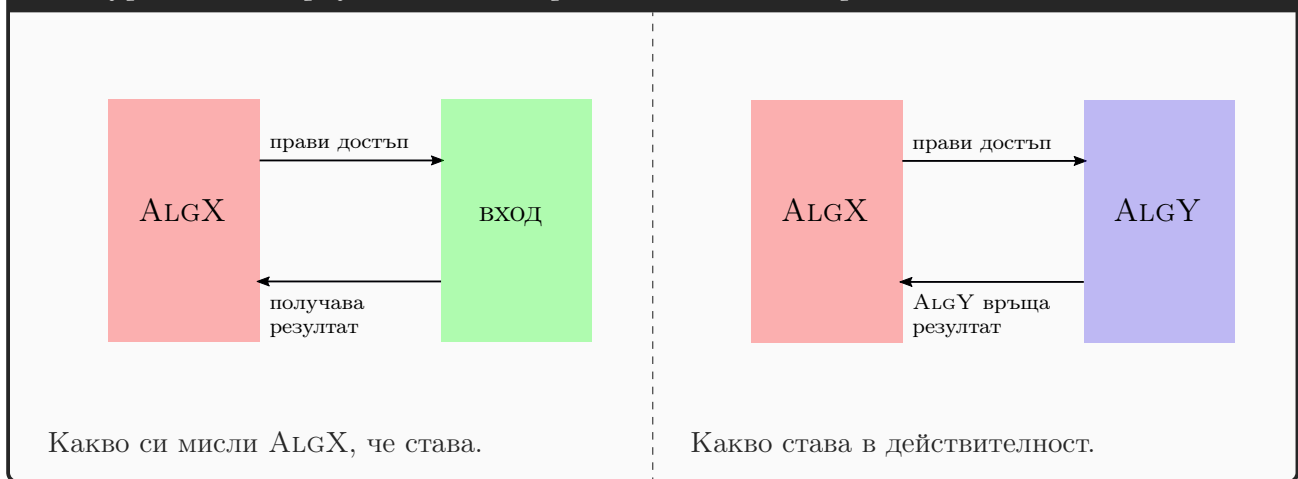 прави достъп
AlgX
вход
получава
резултат
Какво си мисли AlgX, че става.
прави достъп
AlgX
AlgY
AlgY връща
резултат
Какво става в действителност.